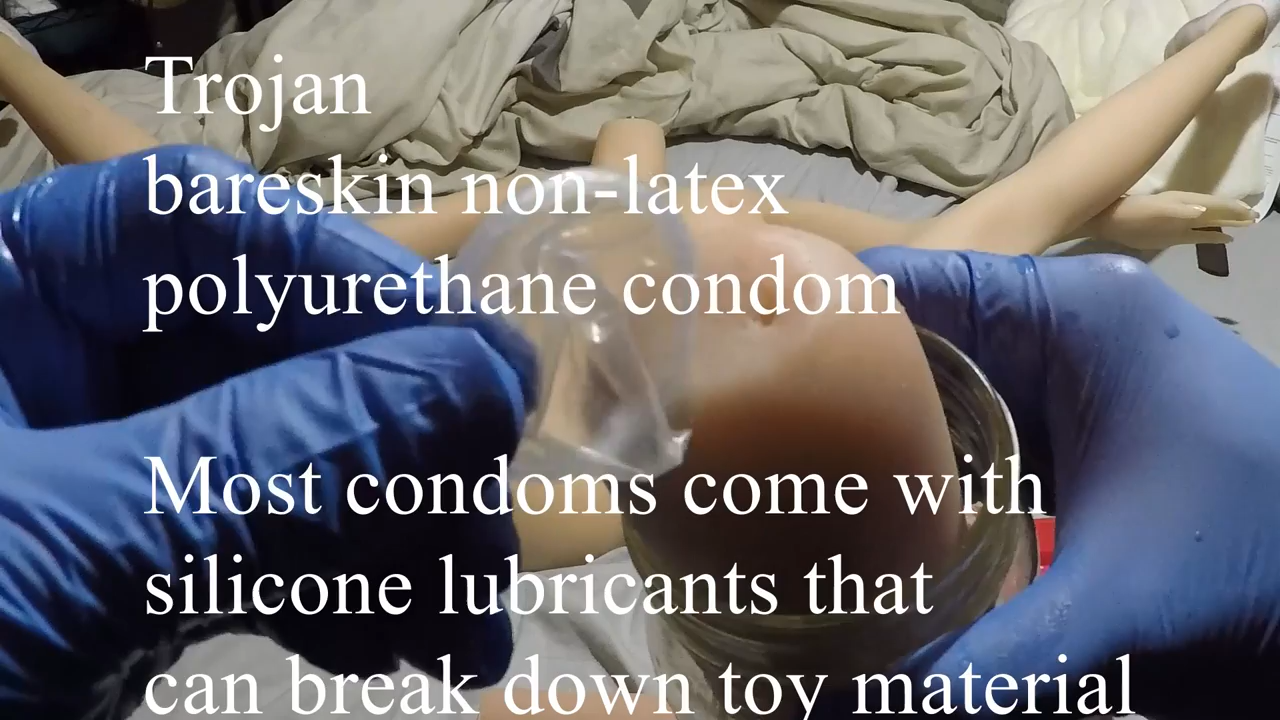 Trojan
bareskin non-latex
polyurethane condom
Most condoms come with
silicone lubricants that
can break down toy material